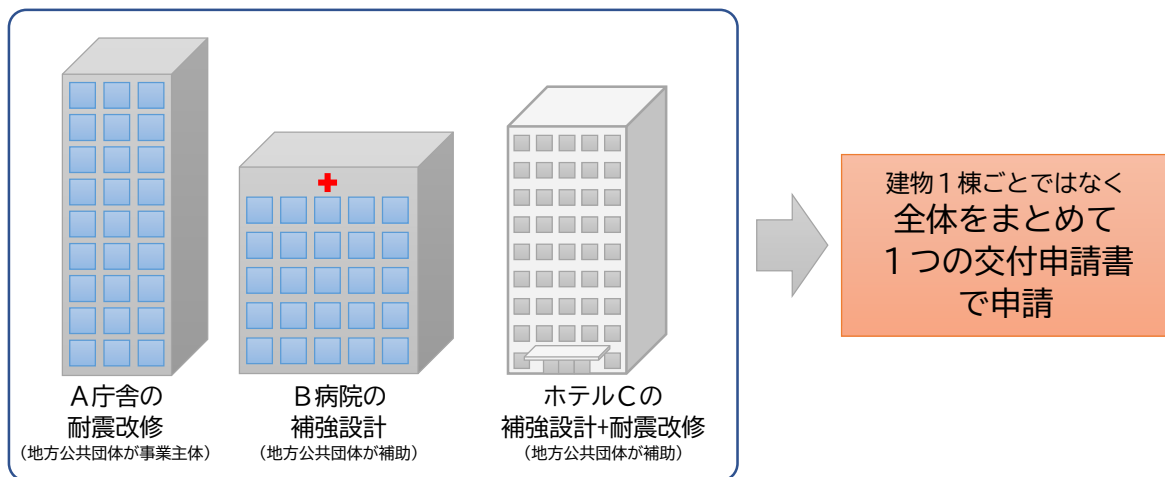 A庁舎の
耐震改修
(地方公共団体が事業主体)
B病院の
補強設計
(地方公共団体が補助)
ホテルCの
補強設計+耐震改修
(地方公共団体が補助)
建物1棟ごとではなく
全体をまとめて
1つの交付申請書
で申請